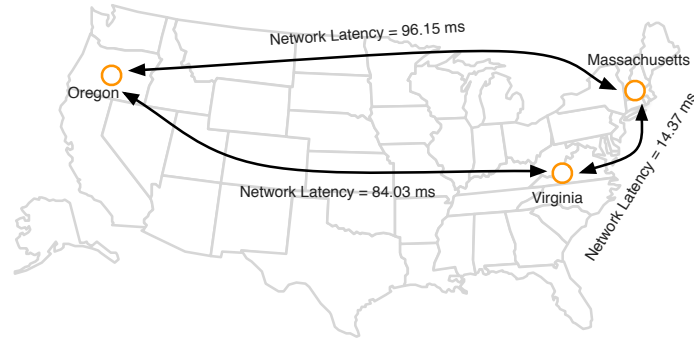 Network Latency = 96.15 ms
Massachusetts
Oregon
Network Latency = 14.37 ms
Network Latency = 84.03 ms
Virginia